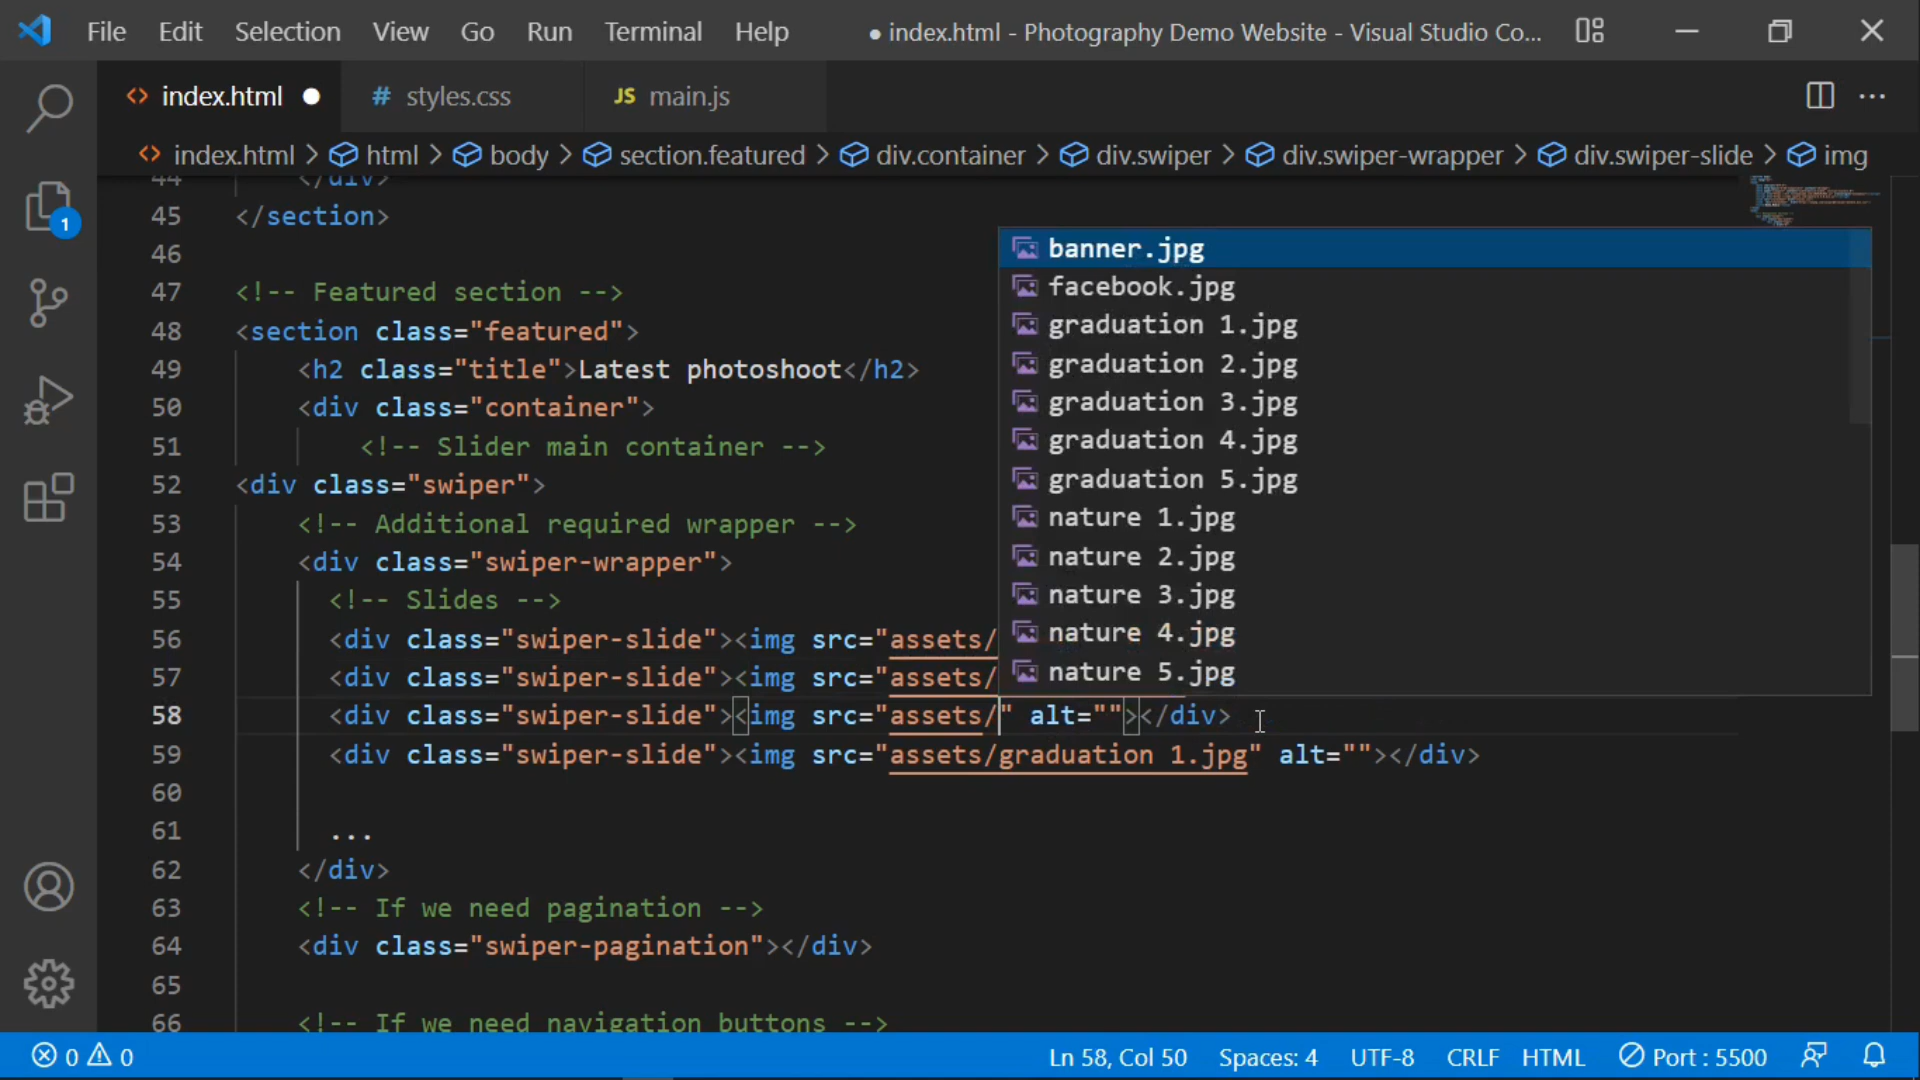 File Edit Selection View Go Run Terminal Help ● index.html - Photography Demo Website - Visual Studio Co...
<> index.html ● # styles.css JS main.js ...
<> index.html > html > body > section.featured > div.container > div.swiper > div.swiper-wrapper > div.swiper-slide > img
1
44 </div>
45 </section>
46
47 <!-- Featured section -->
48 <section class="featured">
49 <h2 class="title">Latest photoshoot</h2>
50 <div class="container">
51 <!-- Slider main container -->
52 <div class="swiper">
53 <!-- Additional required wrapper -->
54 <div class="swiper-wrapper">
55 <!-- Slides -->
56 <div class="swiper-slide"><img src="assets/
57 <div class="swiper-slide"><img src="assets/
58 <div class="swiper-slide"><img src="assets/" alt=""></div>
59 <div class="swiper-slide"><img src="assets/graduation 1.jpg" alt=""></div>
60
61 ...
62 </div>
63 <!-- If we need pagination -->
64 <div class="swiper-pagination"></div>
65
66 <!-- If we need navigation buttons -->
banner.jpg
facebook.jpg
graduation 1.jpg
graduation 2.jpg
graduation 3.jpg
graduation 4.jpg
graduation 5.jpg
nature 1.jpg
nature 2.jpg
nature 3.jpg
nature 4.jpg
nature 5.jpg
0 0 Ln 58, Col 50 Spaces: 4 UTF-8 CRLF HTML Port : 5500